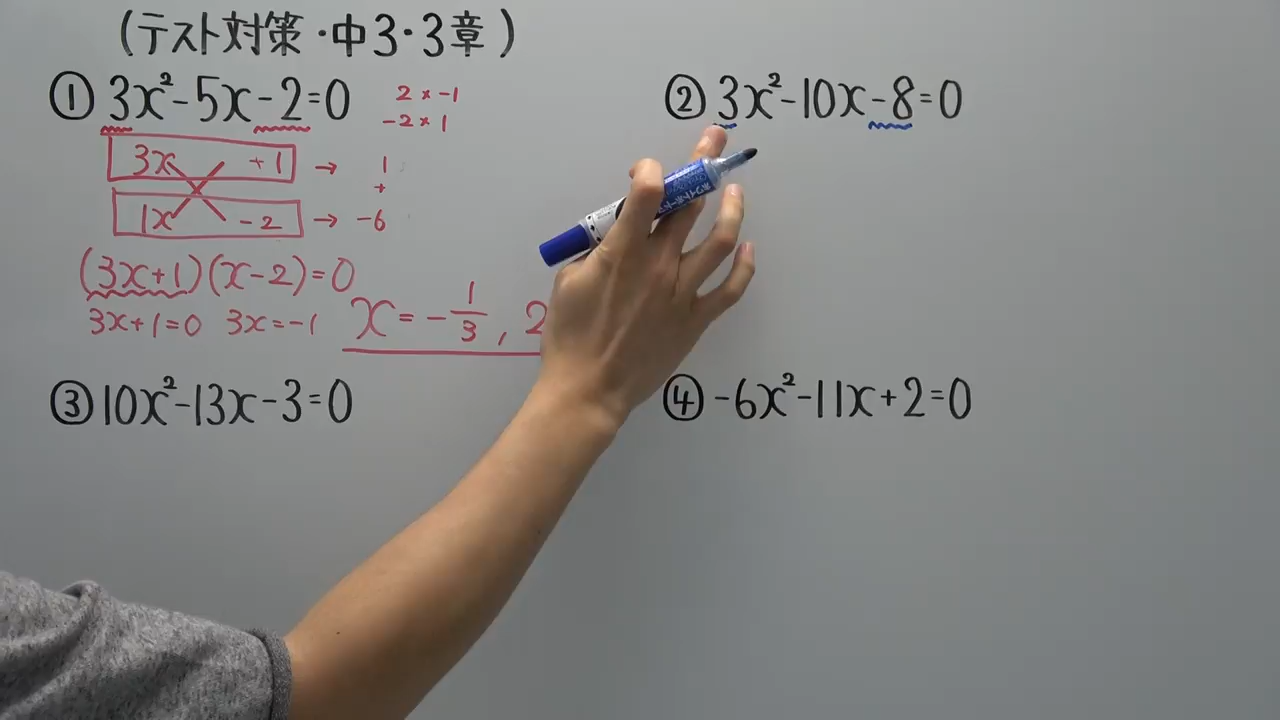 (テスト対策・中3・3章)
① 3x²-5x-2=0
2×-1
-2×1
3x +1 → 1
+
1x -2 → -6
(3x+1)(x-2)=0
3x+1=0 3x=-1
x=-1/3, 2
② 3x²-10x-8=0
③ 10x²-13x-3=0
④ -6x²-11x+2=0